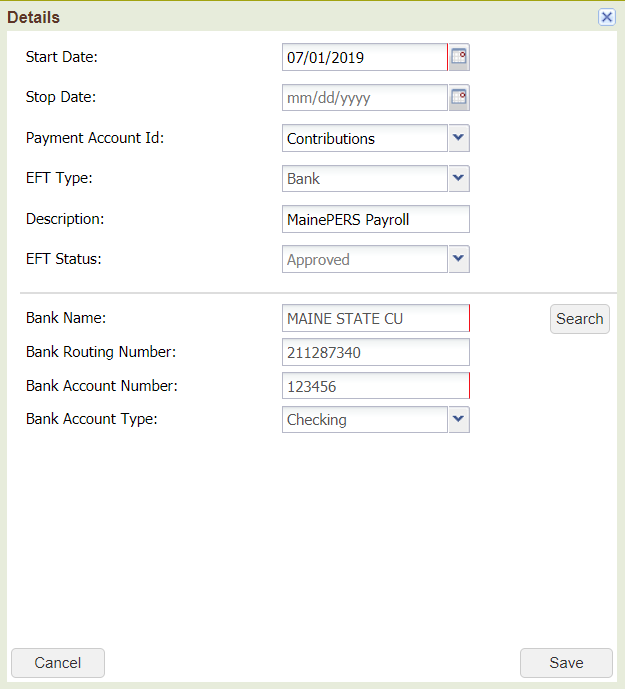 Details
Start Date: 07/01/2019
Stop Date: mm/dd/yyyy
Payment Account Id: Contributions
EFT Type: Bank
Description: MainePERS Payroll
EFT Status: Approved
Bank Name: MAINE STATE CU Search
Bank Routing Number: 211287340
Bank Account Number: 123456
Bank Account Type: Checking
Cancel Save